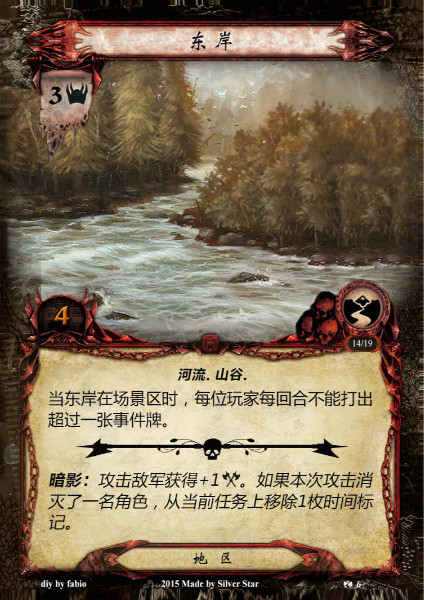 东岸
3
4
14/19
河流. 山谷.
当东岸在场景区时，每位玩家每回合不能打出
超过一张事件牌。
暗影：攻击敌军获得+1。如果本次攻击消
灭了一名角色，从当前任务上移除1枚时间标
记。
地区
diy by fabio 2015 Made by Silver Star 6